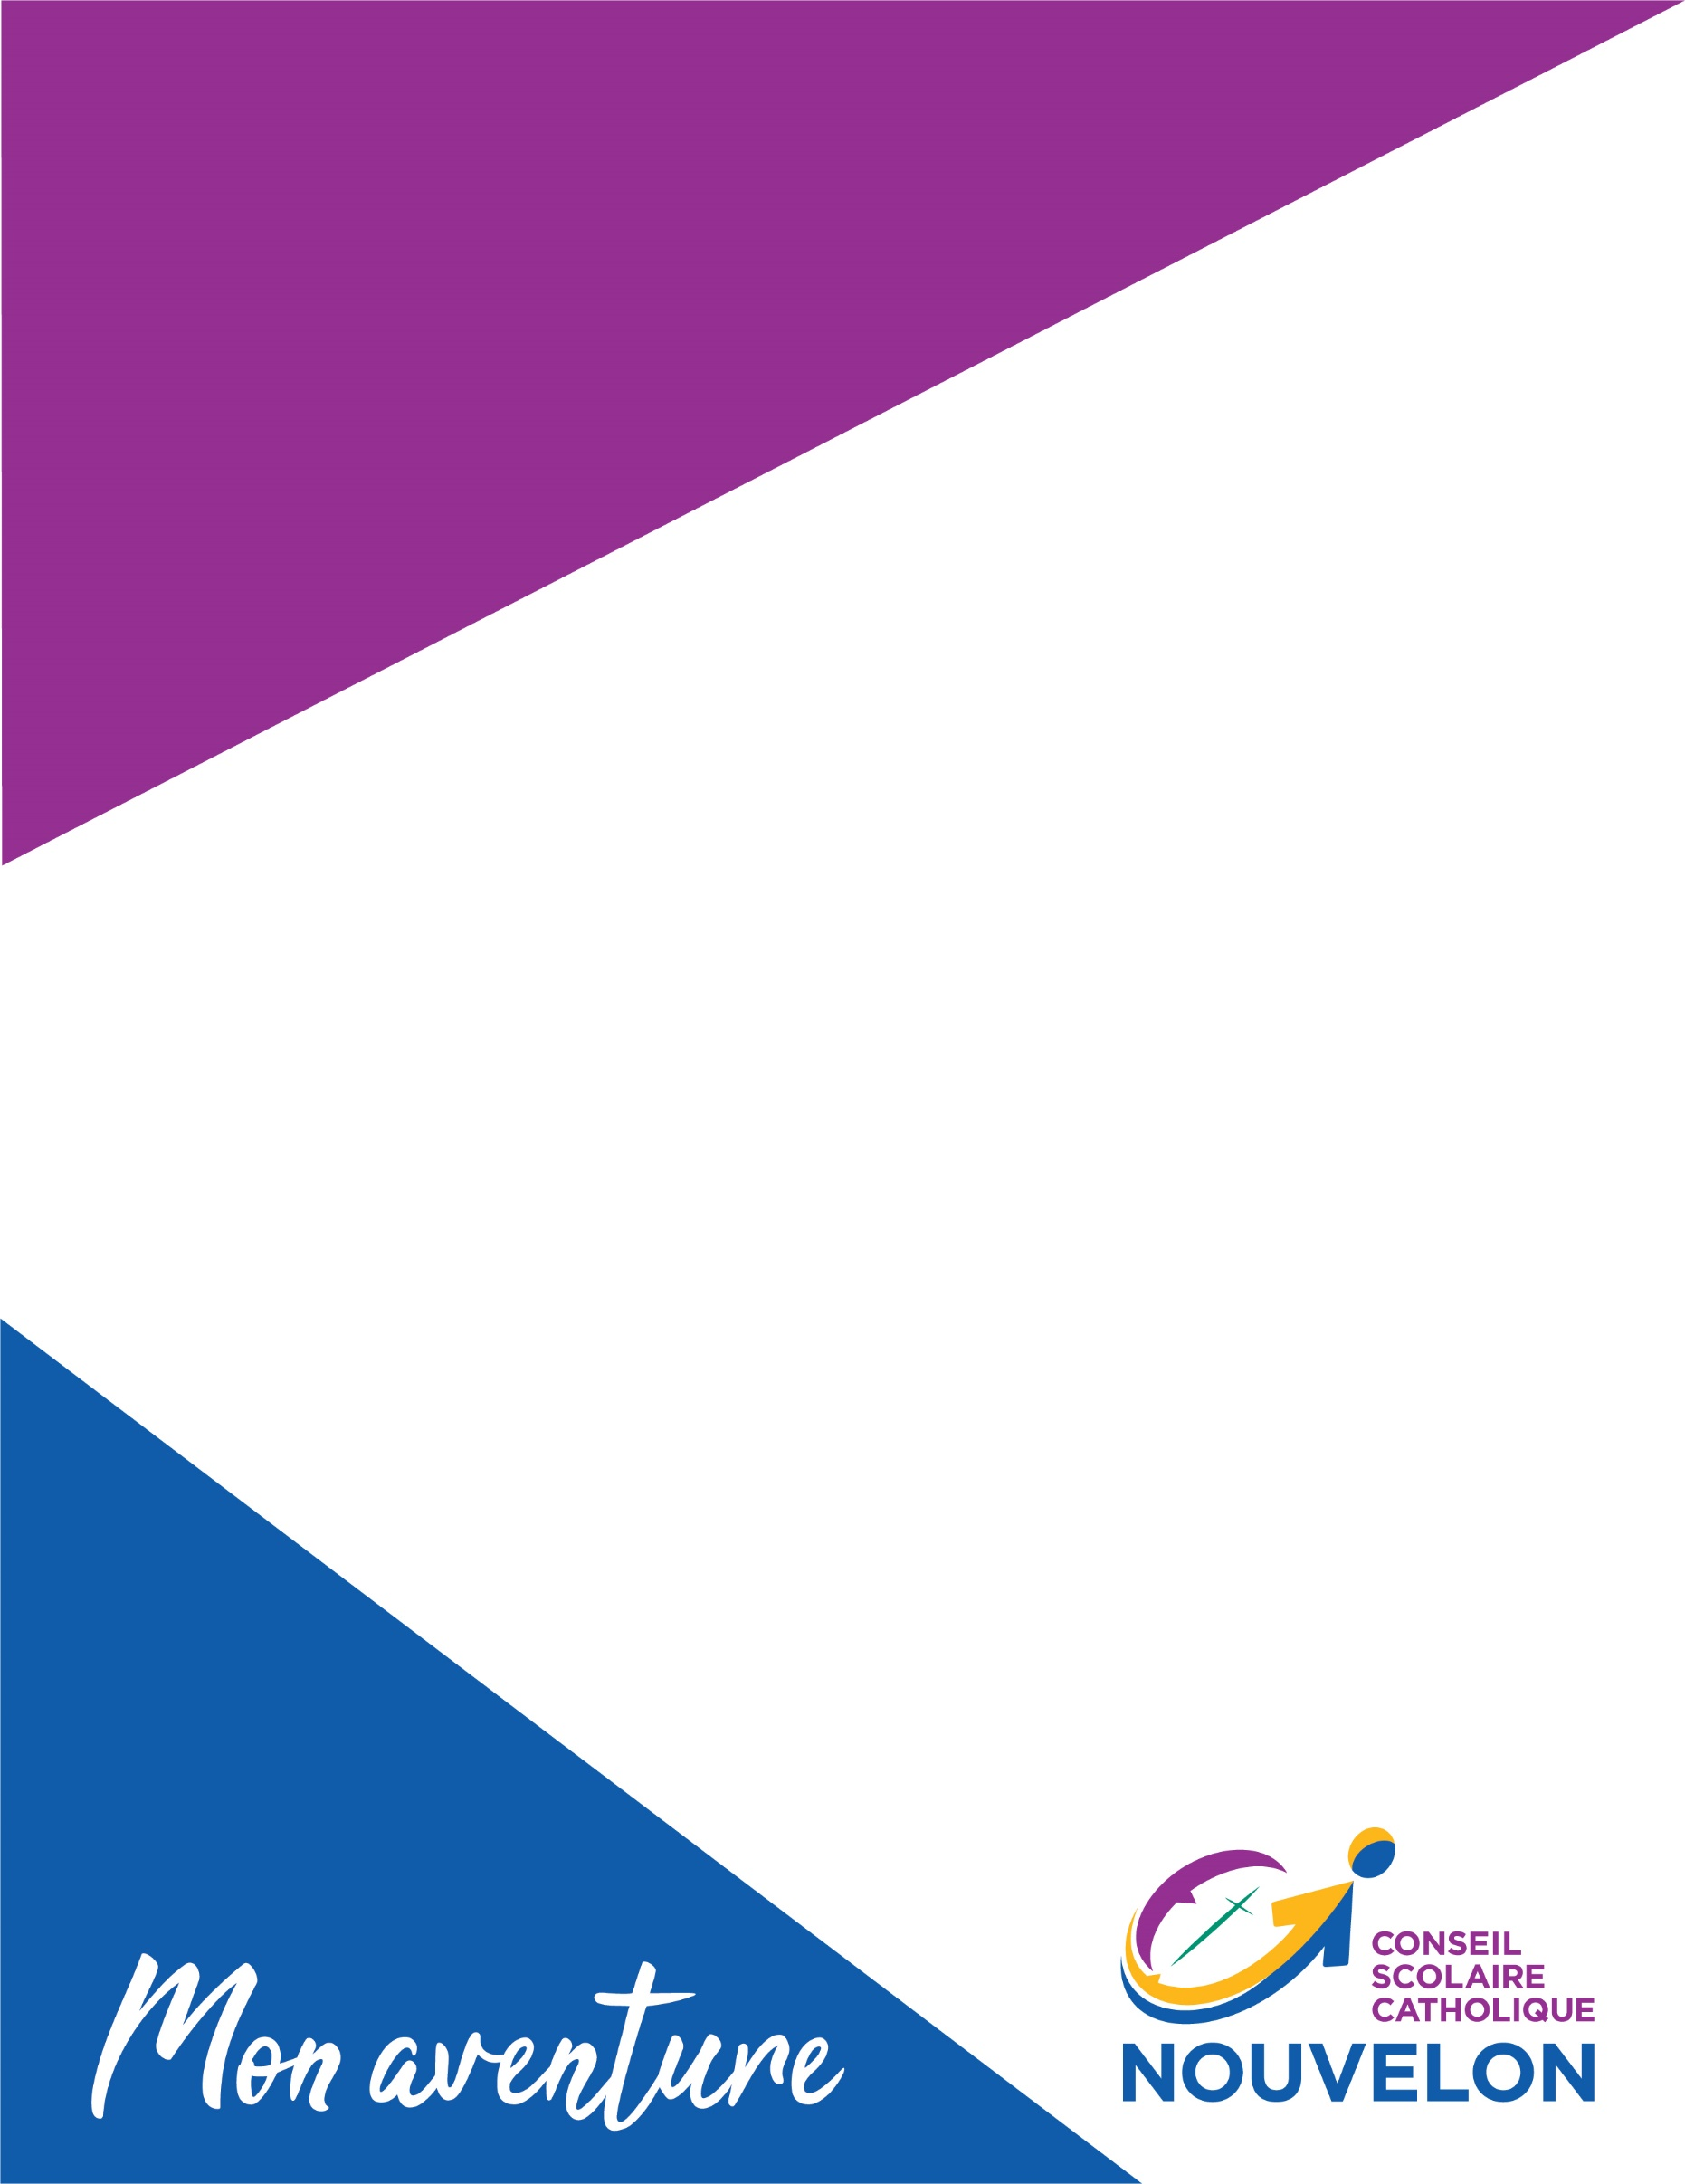 Mon aventure
CONSEIL
SCOLAIRE
CATHOLIQUE
NOUVELON